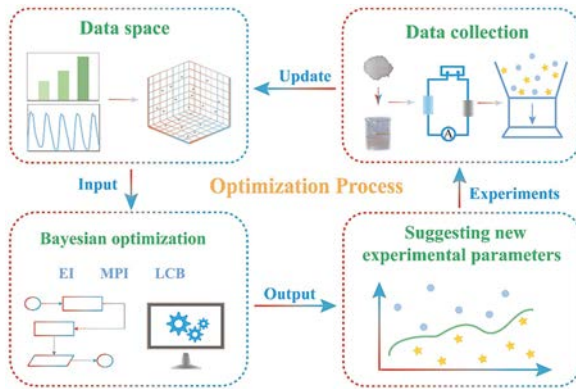 Data space
Data collection
Update
A
Input
Optimization Process
Experiments
Bayesian optimization
EI MPI LCB
Output
Suggesting new
experimental parameters